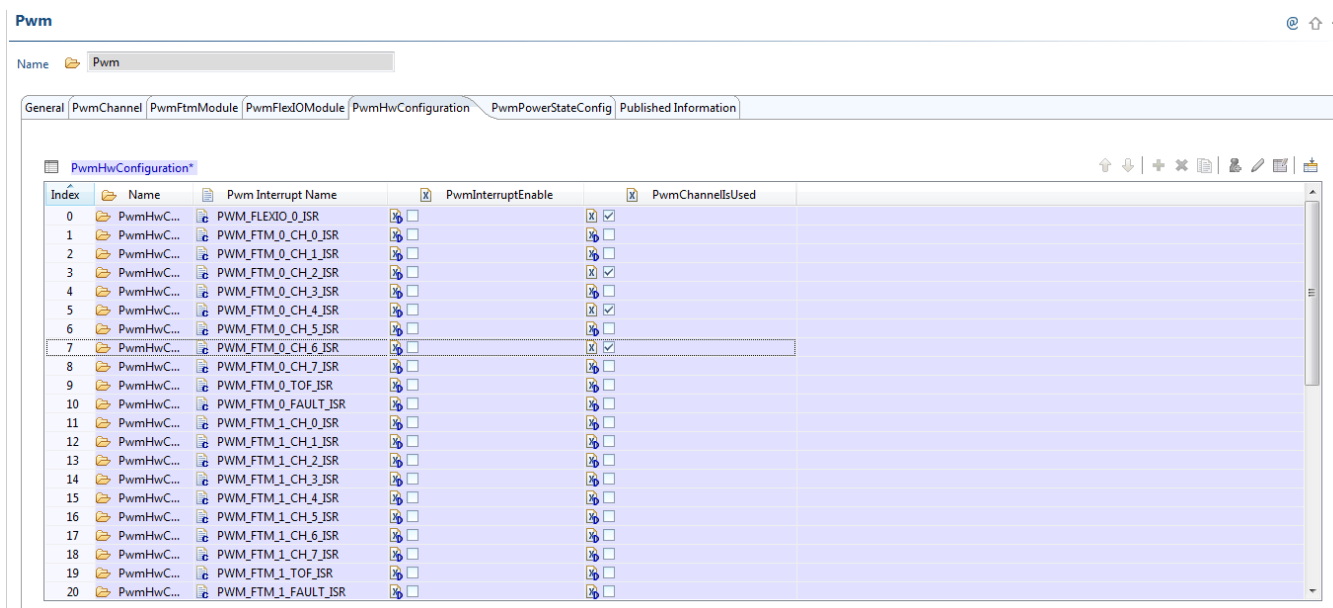 Pwm
@
Name Pwm
General PwmChannel PwmFtmModule PwmFlexIOModule PwmHwConfiguration PwmPowerStateConfig Published Information
PwmHwConfiguration*
Index Name Pwm Interrupt Name PwmInterruptEnable PwmChannelIsUsed
0 PwmHwC... PWM_FLEXIO_0_ISR
1 PwmHwC... PWM_FTM_0_CH_0_ISR
2 PwmHwC... PWM_FTM_0_CH_1_ISR
3 PwmHwC... PWM_FTM_0_CH_2_ISR
4 PwmHwC... PWM_FTM_0_CH_3_ISR
5 PwmHwC... PWM_FTM_0_CH_4_ISR
6 PwmHwC... PWM_FTM_0_CH_5_ISR
7 PwmHwC... PWM_FTM_0_CH_6_ISR
8 PwmHwC... PWM_FTM_0_CH_7_ISR
9 PwmHwC... PWM_FTM_0_TOF_ISR
10 PwmHwC... PWM_FTM_0_FAULT_ISR
11 PwmHwC... PWM_FTM_1_CH_0_ISR
12 PwmHwC... PWM_FTM_1_CH_1_ISR
13 PwmHwC... PWM_FTM_1_CH_2_ISR
14 PwmHwC... PWM_FTM_1_CH_3_ISR
15 PwmHwC... PWM_FTM_1_CH_4_ISR
16 PwmHwC... PWM_FTM_1_CH_5_ISR
17 PwmHwC... PWM_FTM_1_CH_6_ISR
18 PwmHwC... PWM_FTM_1_CH_7_ISR
19 PwmHwC... PWM_FTM_1_TOF_ISR
20 PwmHwC... PWM_FTM_1_FAULT_ISR